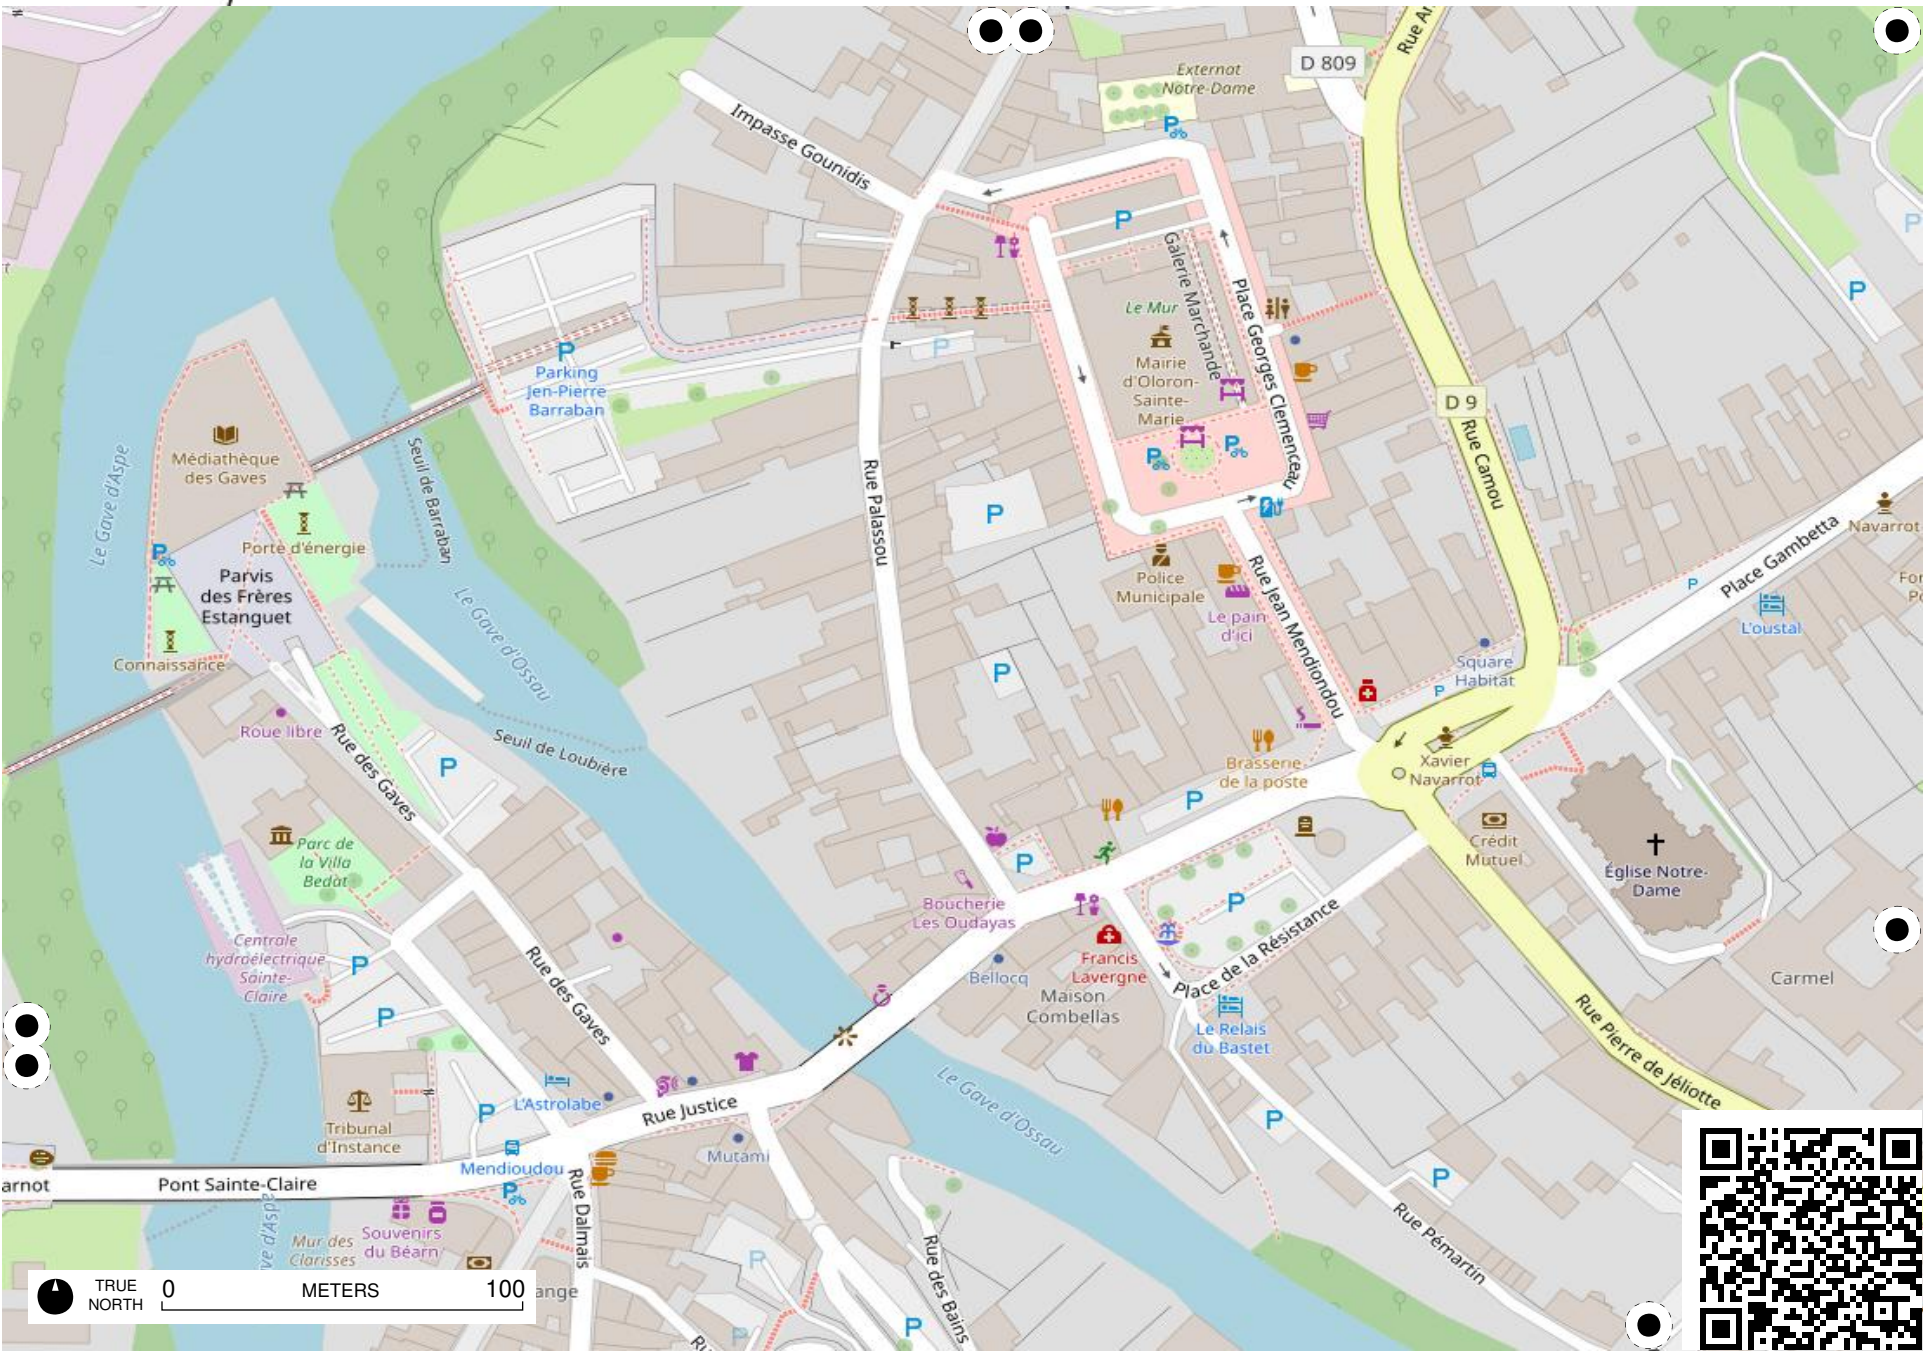 Externat
Notre-Dame
D 809
Rue Ar
Impasse Gounidis
P
P
Galerie Marchande
Place Georges Clemenceau
Le Mur
Mairie
d'Oloron-
Sainte-
Marie
P
P
P
Parking
Jen-Pierre
Barraban
P
D 9
Rue Camou
Médiathèque
des Gaves
Le Gave d'Aspe
Seuil de Barraban
Rue Palassou
P
P
P
Porte d'énergie
P
Parvis
des Frères
Estanguet
Le Gave d'Ossau
Police
Municipale
Le pain
d'ici
Rue Jean Mendiondou
Place Gambetta
Navarrot
For
Po
P
L'oustal
Connaissance
P
Square
Habitat
P
Roue libre
Rue des Gaves
P
Seuil de Loubière
Brasserie
de la poste
P
Xavier
Navarrot
Parc de
la Villa
Bedat
P
Crédit
Mutuel
Église Notre-
Dame
Boucherie
Les Oudayas
P
Centrale
hydroélectrique
Sainte-
Claire
P
Rue des Gaves
Bellocq
Francis
Lavergne
Maison
Combellas
Place de la Résistance
Carmel
P
Le Relais
du Bastet
Rue Pierre de Jéliotte
Tribunal
d'Instance
P
L'Astrolabe
Rue Justice
Le Gave d'Ossau
P
Mutami
arnot
Pont Sainte-Claire
Mendioudou
P
Rue Dalmais
P
Rue Pémartin
Souvenirs
du Béarn
Mur des
Clarisses
ve d'Aspe
P
Rue des Bains
ange
P
P
Ru
TRUE
NORTH
0 METERS 100